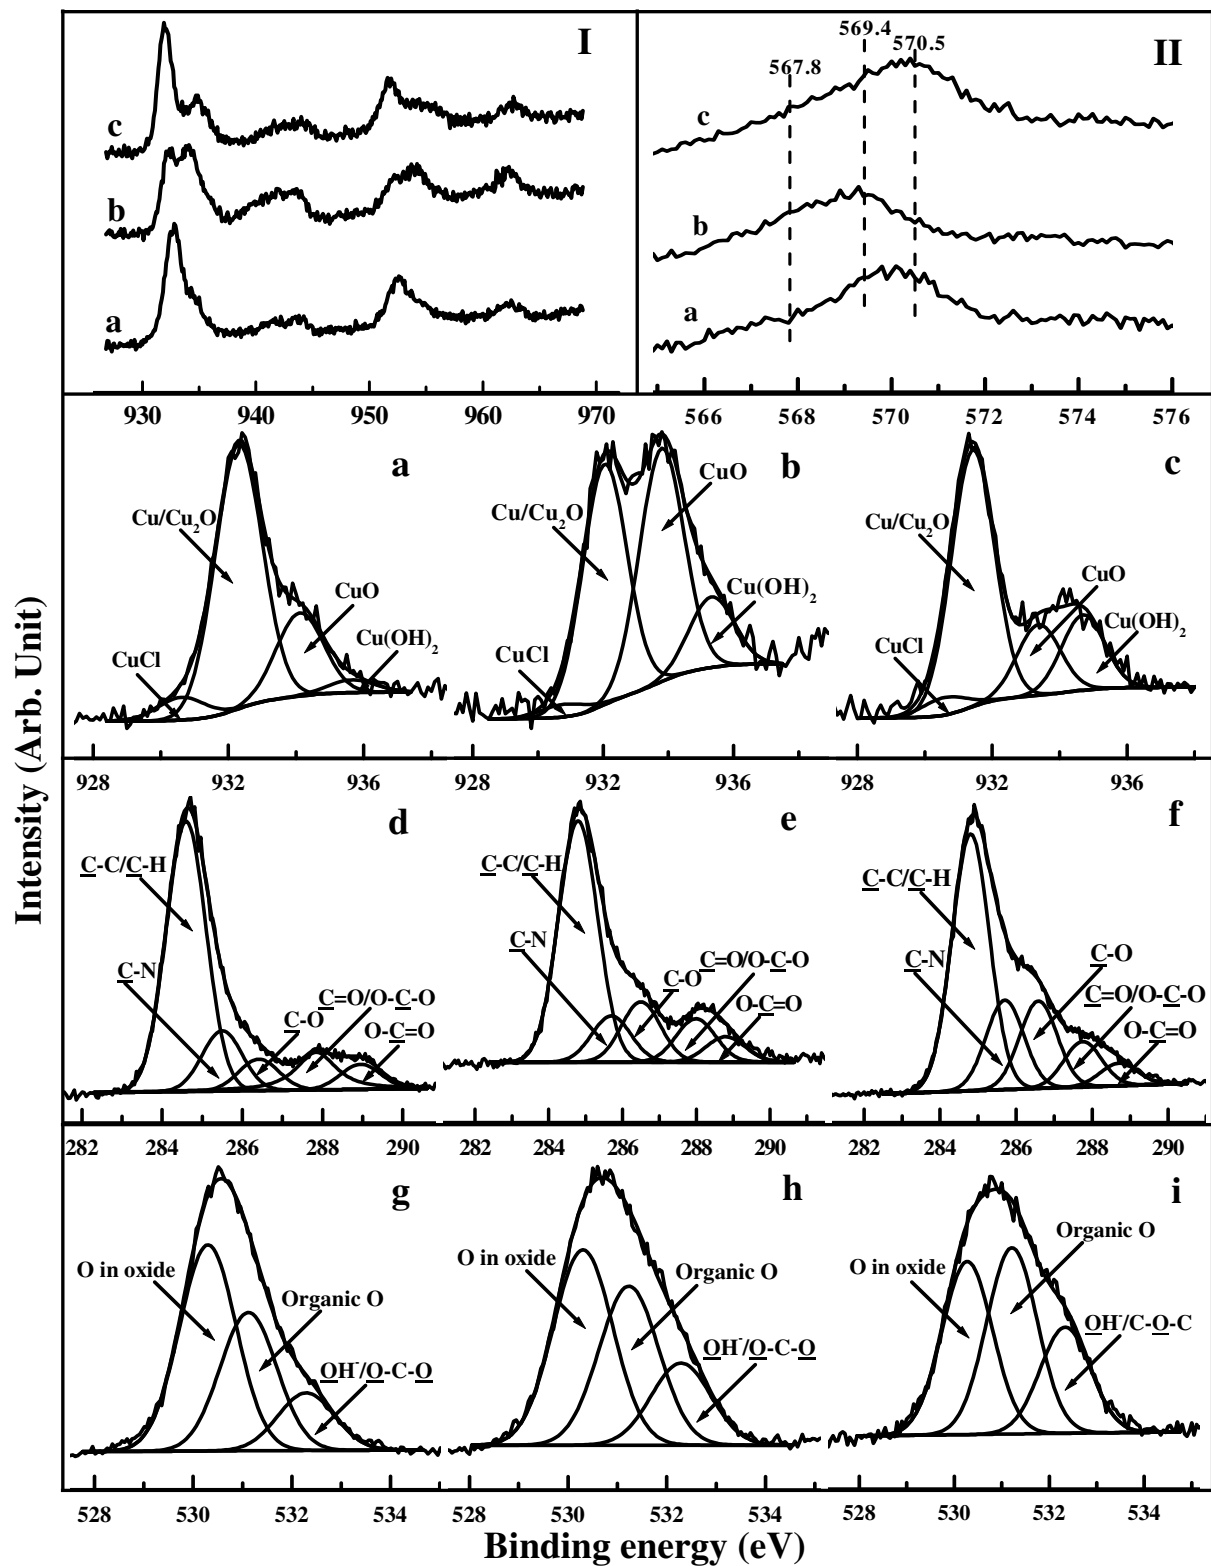 I
c
b
a
930 940 950 960 970
II
567.8
569.4
570.5
c
b
a
566 568 570 572 574 576
a
Cu/Cu2O
CuO
CuCl
Cu(OH)2
928 932 936
b
Cu/Cu2O
CuO
CuCl
Cu(OH)2
928 932 936
c
Cu/Cu2O
CuO
CuCl
Cu(OH)2
928 932 936
d
C-C/C-H
C-N
C-O
C=O/O-C-O
O-C=O
282 284 286 288 290
e
C-C/C-H
C-N
C-O
C=O/O-C-O
O-C=O
282 284 286 288 290
f
C-C/C-H
C-N
C-O
C=O/O-C-O
O-C=O
282 284 286 288 290
g
O in oxide
Organic O
OH-/O-C-O
528 530 532 534
h
O in oxide
Organic O
OH-/O-C-O
528 530 532 534
i
O in oxide
Organic O
OH-/C-O-C
528 530 532 534
Intensity (Arb. Unit)
Binding energy (eV)